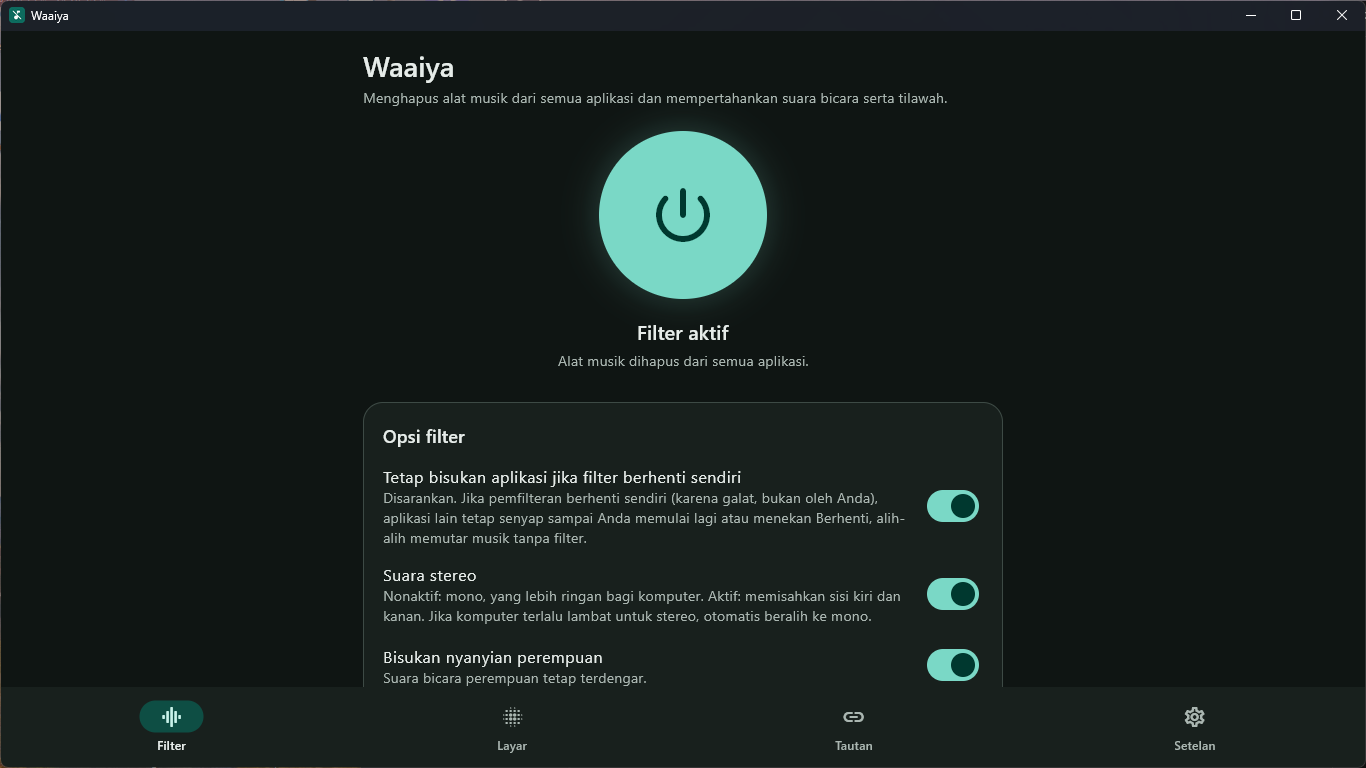 Waaiya
Waaiya
Menghapus alat musik dari semua aplikasi dan mempertahankan suara bicara serta tilawah.
Filter aktif
Alat musik dihapus dari semua aplikasi.
Opsi filter
Tetap bisukan aplikasi jika filter berhenti sendiri
Disarankan. Jika pemfilteran berhenti sendiri (karena galat, bukan oleh Anda),
aplikasi lain tetap senyap sampai Anda memulai lagi atau menekan Berhenti, alih-
alih memutar musik tanpa filter.
Suara stereo
Nonaktif: mono, yang lebih ringan bagi komputer. Aktif: memisahkan sisi kiri dan
kanan. Jika komputer terlalu lambat untuk stereo, otomatis beralih ke mono.
Bisukan nyanyian perempuan
Suara bicara perempuan tetap terdengar.
Filter
Layar
Tautan
Setelan